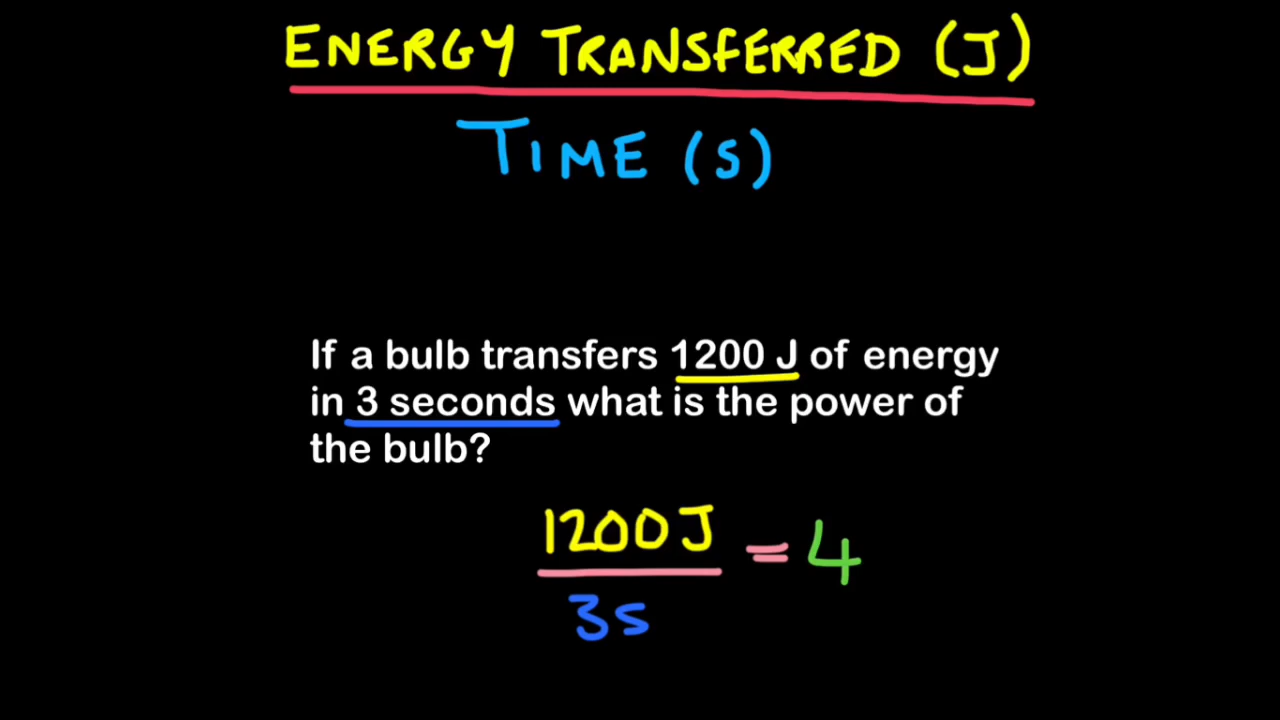 ENERGY TRANSFERRED (J)
TIME (S)
If a bulb transfers 1200 J of energy
in 3 seconds what is the power of
the bulb?
1200J
= 4
3s